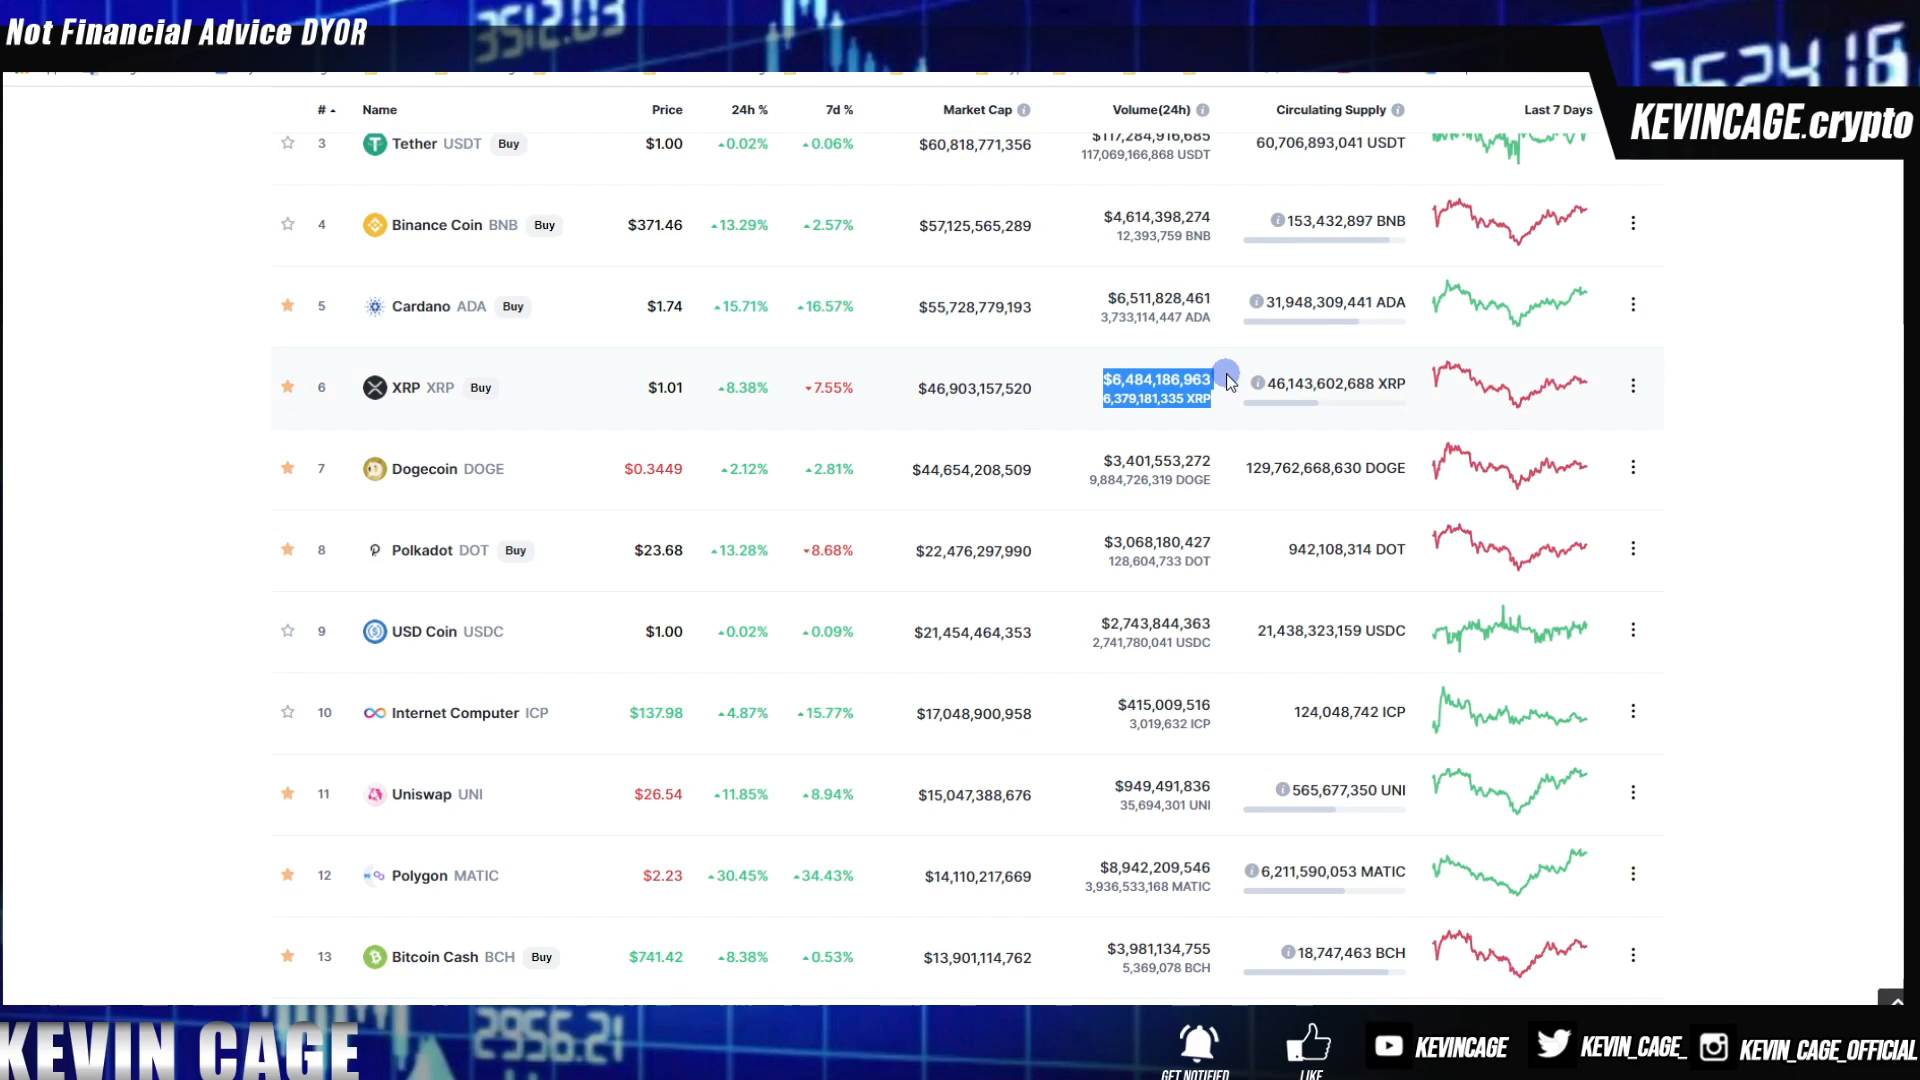 Not Financial Advice DYOR
3512.03
3524.16
KEVINCAGE.crypto
# Name Price 24h % 7d % Market Cap Volume(24h) Circulating Supply Last 7 Days
3 Tether USDT Buy $1.00 0.02% 0.06% $60,818,771,356 $117,284,916,685 60,706,893,041 USDT
117,069,166,868 USDT
4 Binance Coin BNB Buy $371.46 13.29% 2.57% $57,125,565,289 $4,614,398,274 153,432,897 BNB
12,393,759 BNB
5 Cardano ADA Buy $1.74 15.71% 16.57% $55,728,779,193 $6,511,828,461 31,948,309,441 ADA
3,733,114,447 ADA
6 XRP XRP Buy $1.01 8.38% 7.55% $46,903,157,520 $6,484,186,963 46,143,602,688 XRP
6,379,181,335 XRP
7 Dogecoin DOGE $0.3449 2.12% 2.81% $44,654,208,509 $3,401,553,272 129,762,668,630 DOGE
9,884,726,319 DOGE
8 Polkadot DOT Buy $23.68 13.28% 8.68% $22,476,297,990 $3,068,180,427 942,108,314 DOT
128,604,733 DOT
9 USD Coin USDC $1.00 0.02% 0.09% $21,454,464,353 $2,743,844,363 21,438,323,159 USDC
2,741,780,041 USDC
10 Internet Computer ICP $137.98 4.87% 15.77% $17,048,900,958 $415,009,516 124,048,742 ICP
3,019,632 ICP
11 Uniswap UNI $26.54 11.85% 8.94% $15,047,388,676 $949,491,836 565,677,350 UNI
35,694,301 UNI
12 Polygon MATIC $2.23 30.45% 34.43% $14,110,217,669 $8,942,209,546 6,211,590,053 MATIC
3,936,533,168 MATIC
13 Bitcoin Cash BCH Buy $741.42 8.38% 0.53% $13,901,114,762 $3,981,134,755 18,747,463 BCH
5,369,078 BCH
KEVIN CAGE
2956.21
GET NOTIFIED
LIKE
KEVINCAGE
KEVIN_CAGE_
KEVIN_CAGE_OFFICIAL